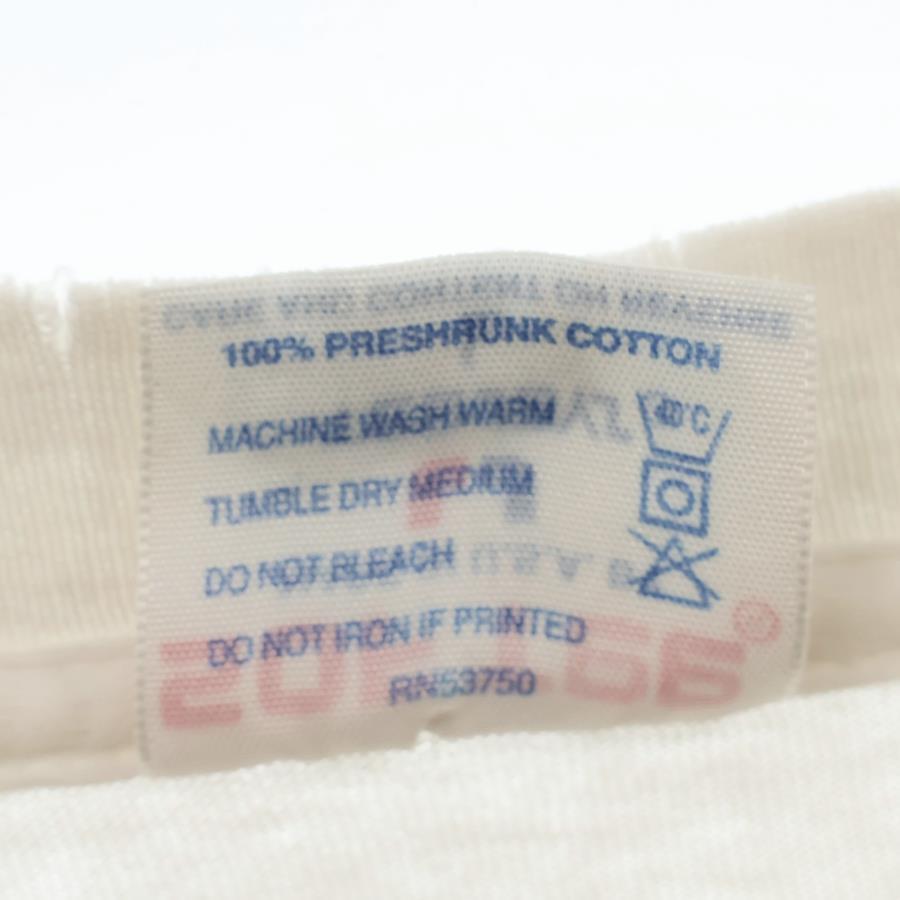 100% PRESHRUNK COTTON
MACHINE WASH WARM
40°C
TUMBLE DRY MEDIUM
DO NOT BLEACH
DO NOT IRON IF PRINTED
RN53750